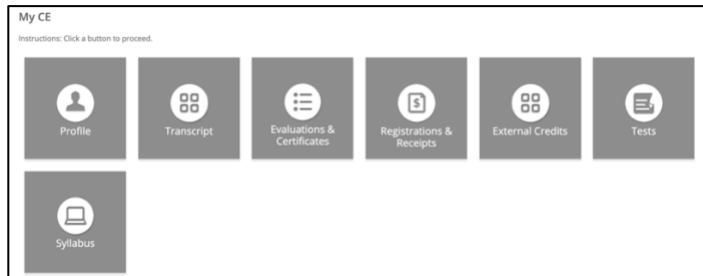 My CE
Instructions: Click a button to proceed.
Profile
Transcript
Evaluations &
Certificates
$
Registrations &
Receipts
External Credits
Tests
Syllabus